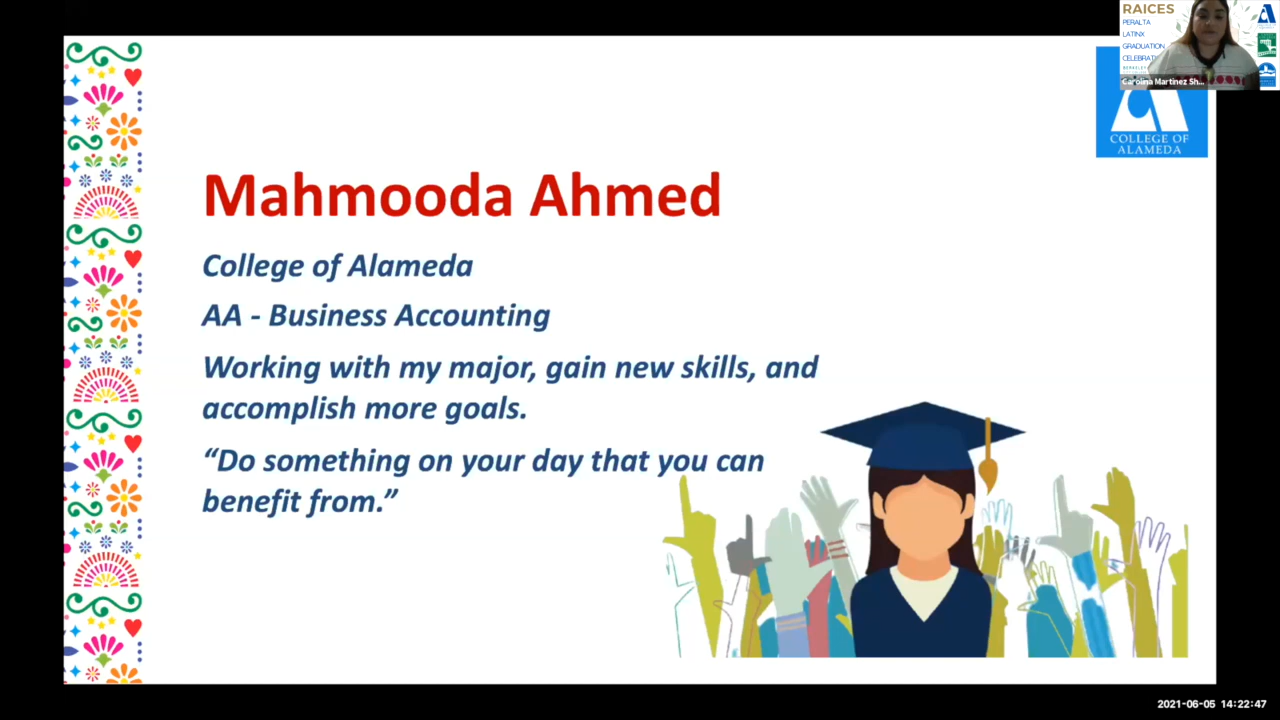 RAICES
PERALTA
LATINX
GRADUATION
Carolina Martinez Sh...
COLLEGE OF
ALAMEDA
Mahmooda Ahmed
College of Alameda
AA - Business Accounting
Working with my major, gain new skills, and
accomplish more goals.
“Do something on your day that you can
benefit from.”
2021-06-05 14:22:47